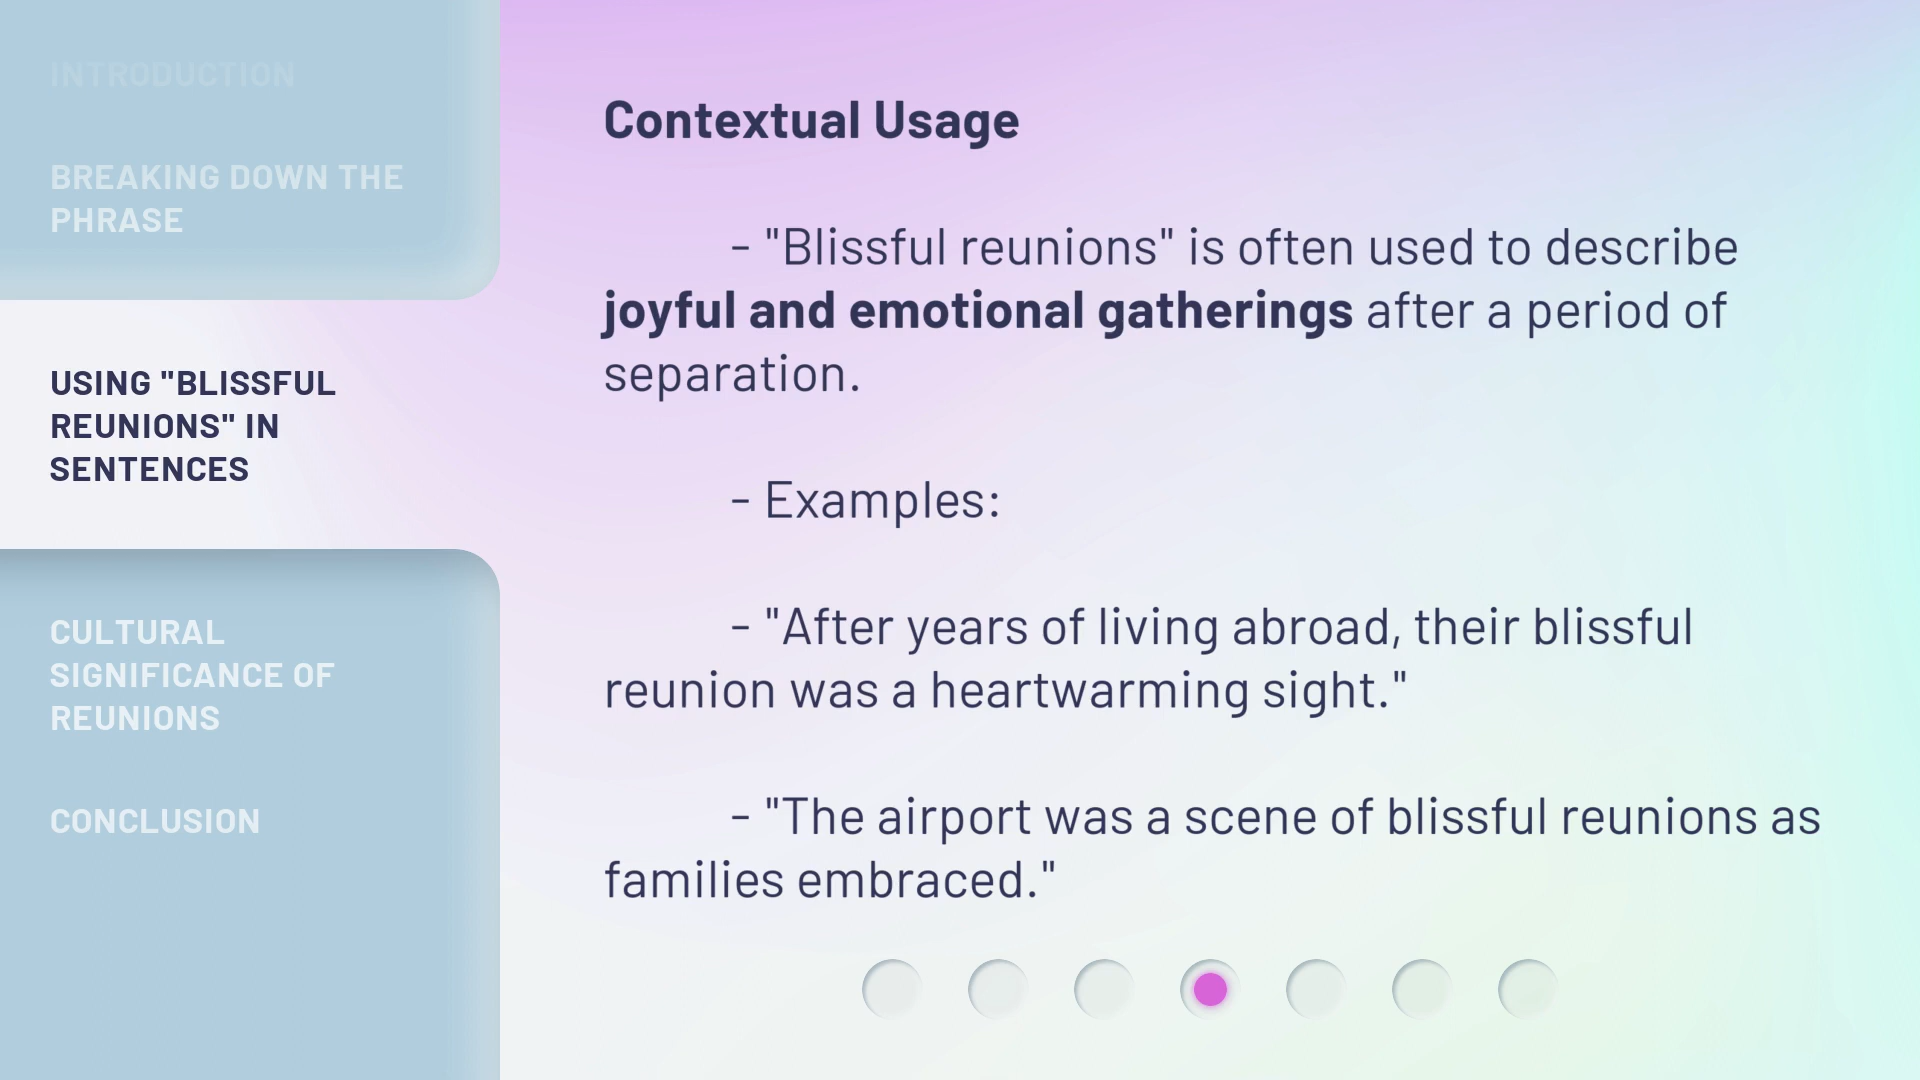 INTRODUCTION
BREAKING DOWN THE
PHRASE
USING "BLISSFUL
REUNIONS" IN
SENTENCES
CULTURAL
SIGNIFICANCE OF
REUNIONS
CONCLUSION
Contextual Usage
- "Blissful reunions" is often used to describe
joyful and emotional gatherings after a period of
separation.
- Examples:
- "After years of living abroad, their blissful
reunion was a heartwarming sight."
- "The airport was a scene of blissful reunions as
families embraced."